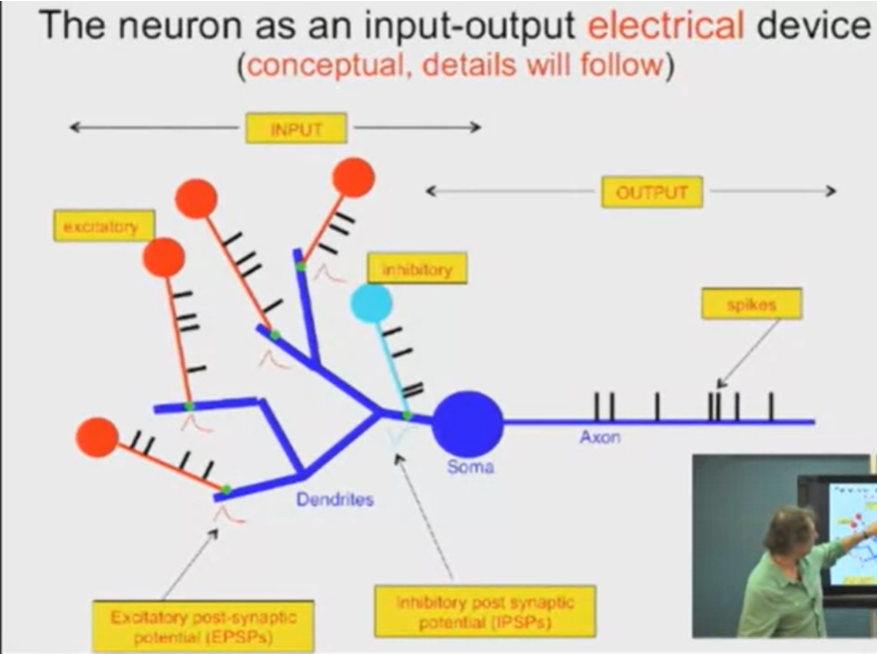 The neuron as an input-output electrical device
(conceptual, details will follow)
INPUT
OUTPUT
excitatory
inhibitory
spikes
Axon
Soma
Dendrites
Excitatory post-synaptic
potential (EPSPs)
Inhibitory post synaptic
potential (IPSPs)